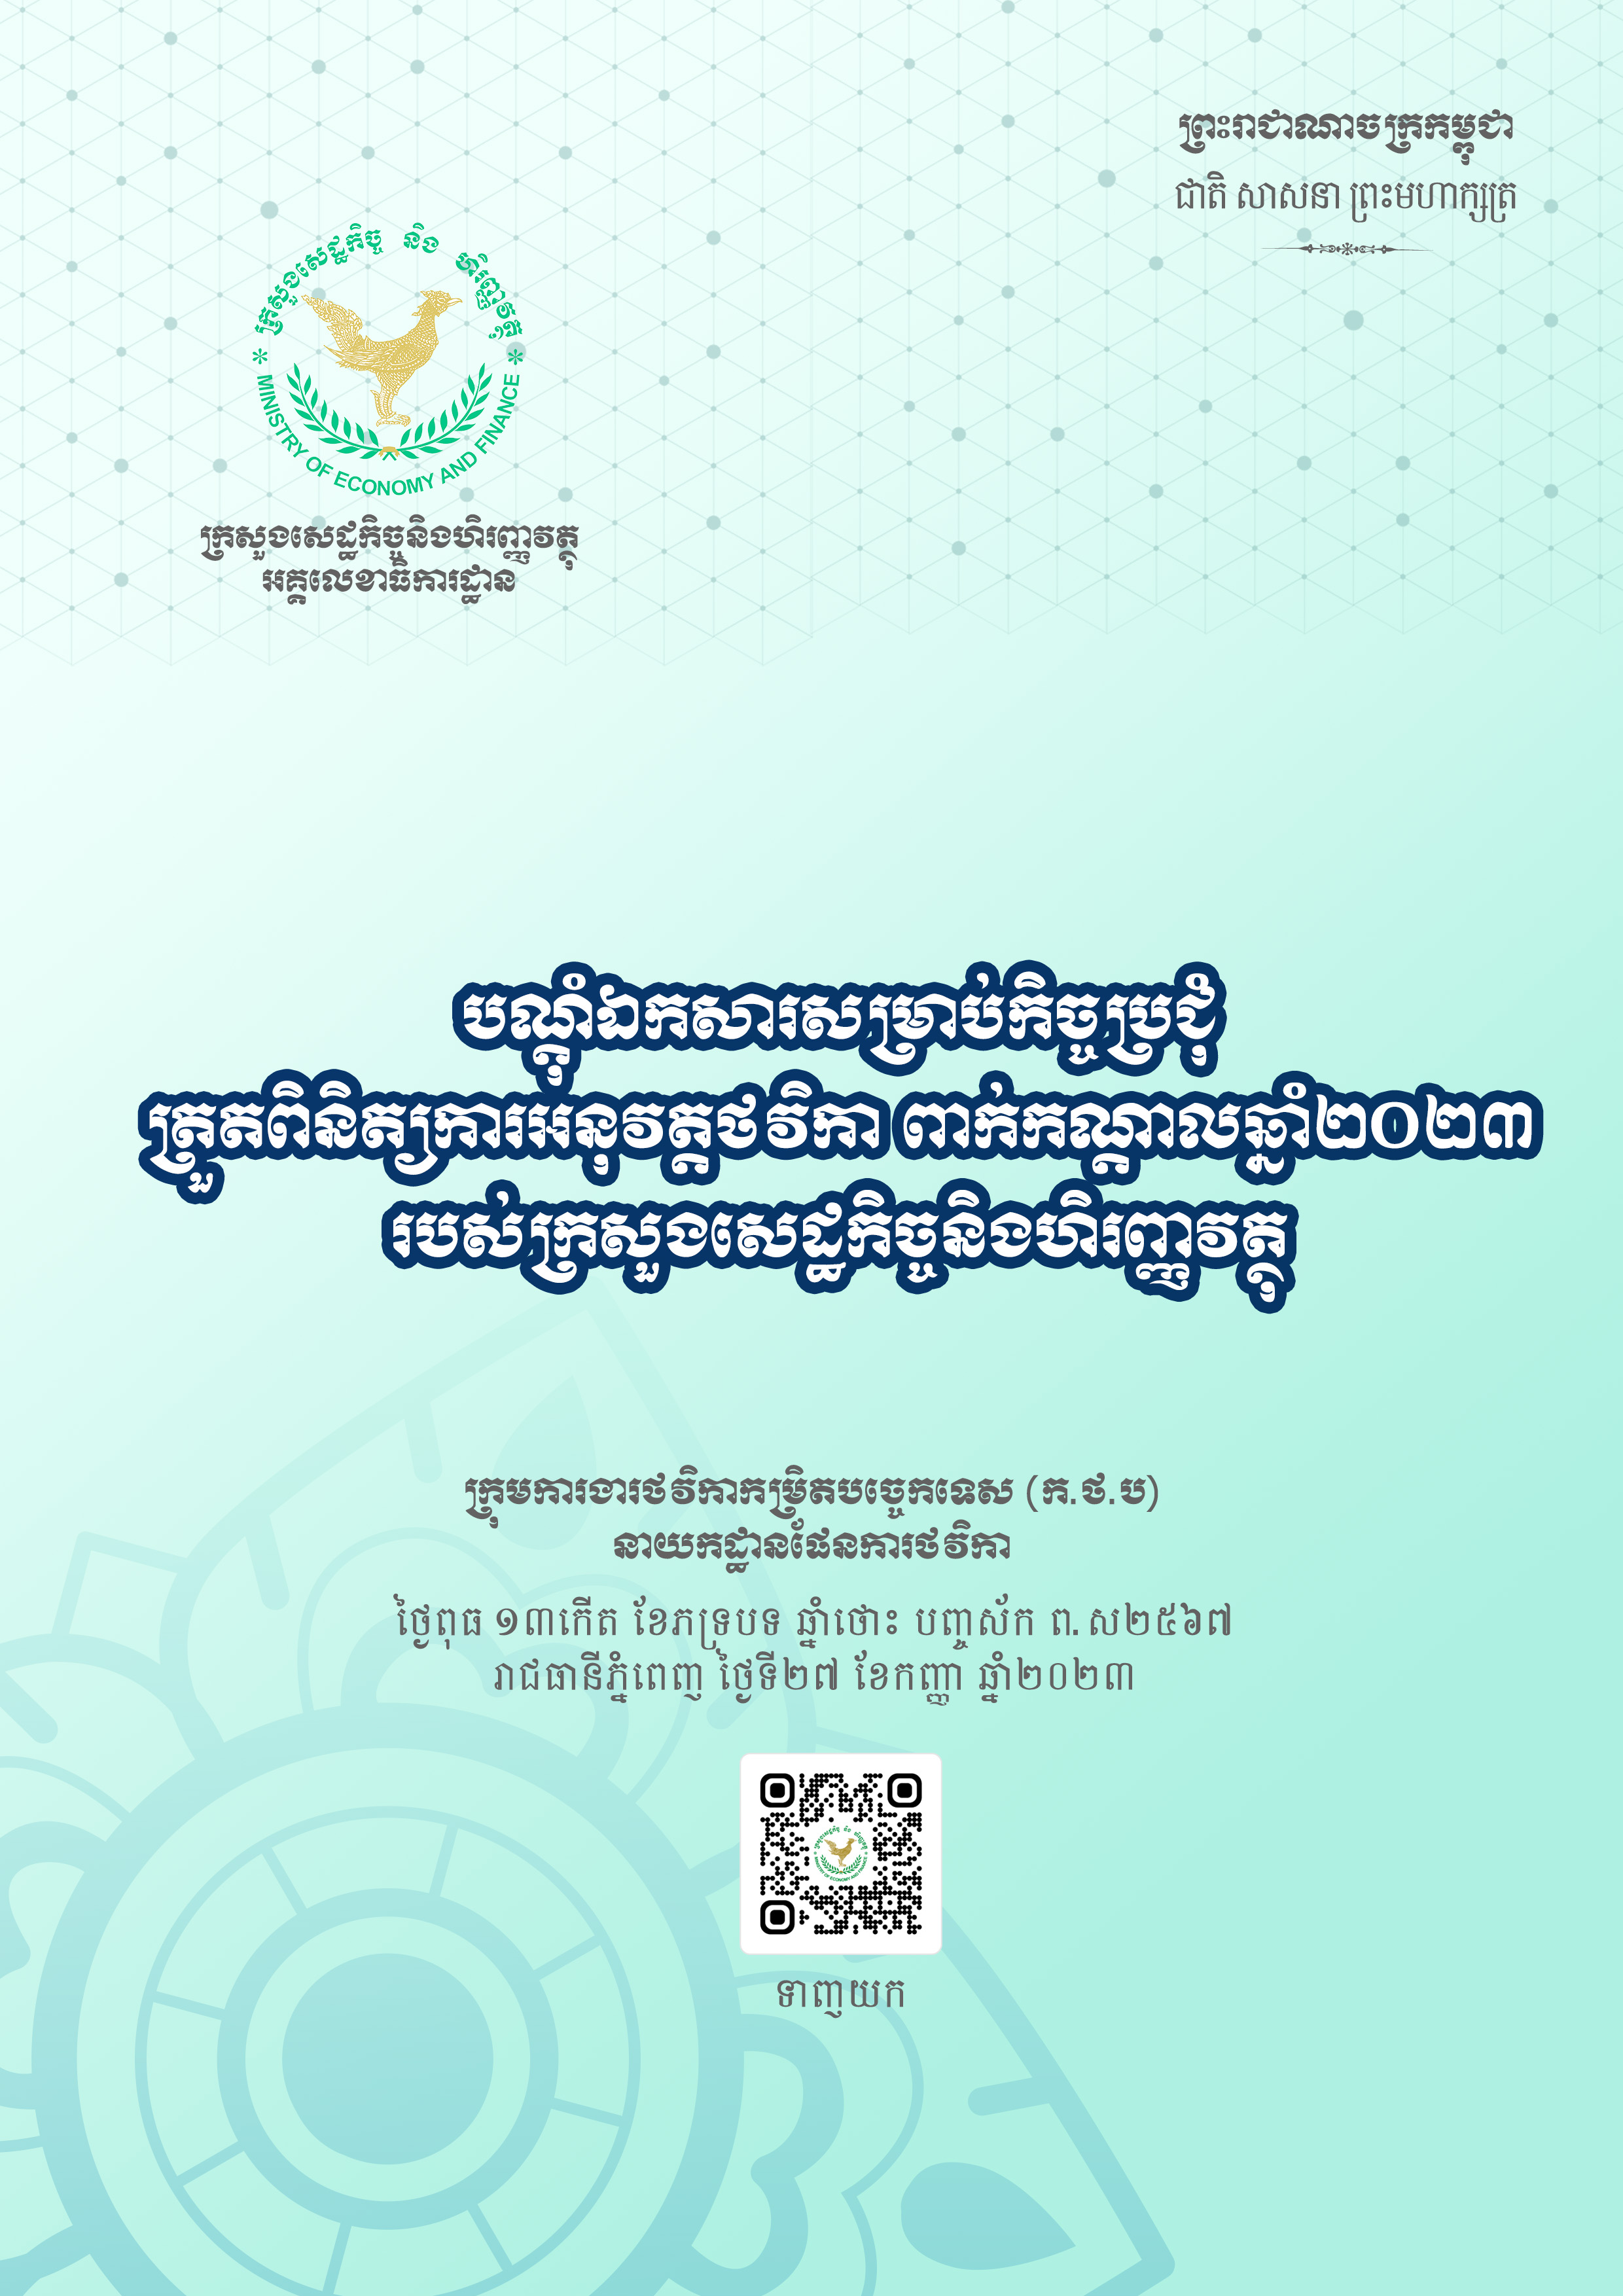 ព្រះរាជាណាចក្រកម្ពុជា
ជាតិ សាសនា ព្រះមហាក្សត្រ
ក្រសួងសេដ្ឋកិច្ច និង ហិរញ្ញវត្ថុ
MINISTRY OF ECONOMY AND FINANCE
ក្រសួងសេដ្ឋកិច្ចនិងហិរញ្ញវត្ថុ
អគ្គលេខាធិការដ្ឋាន
បណ្តុំឯកសារសម្រាប់កិច្ចប្រជុំ
ត្រួតពិនិត្យការអនុវត្តថវិកា ពាក់កណ្តាលឆ្នាំ២០២៣
របស់ក្រសួងសេដ្ឋកិច្ចនិងហិរញ្ញវត្ថុ
ក្រុមការងារថវិកាកម្រិតបច្ចេកទេស (ក.ថ.ប)
នាយកដ្ឋានផែនការថវិកា
ថ្ងៃពុធ ១៣កើត ខែភទ្របទ ឆ្នាំថោះ បញ្ចស័ក ព.ស២៥៦៧
រាជធានីភ្នំពេញ ថ្ងៃទី២៧ ខែកញ្ញា ឆ្នាំ២០២៣
ទាញយក